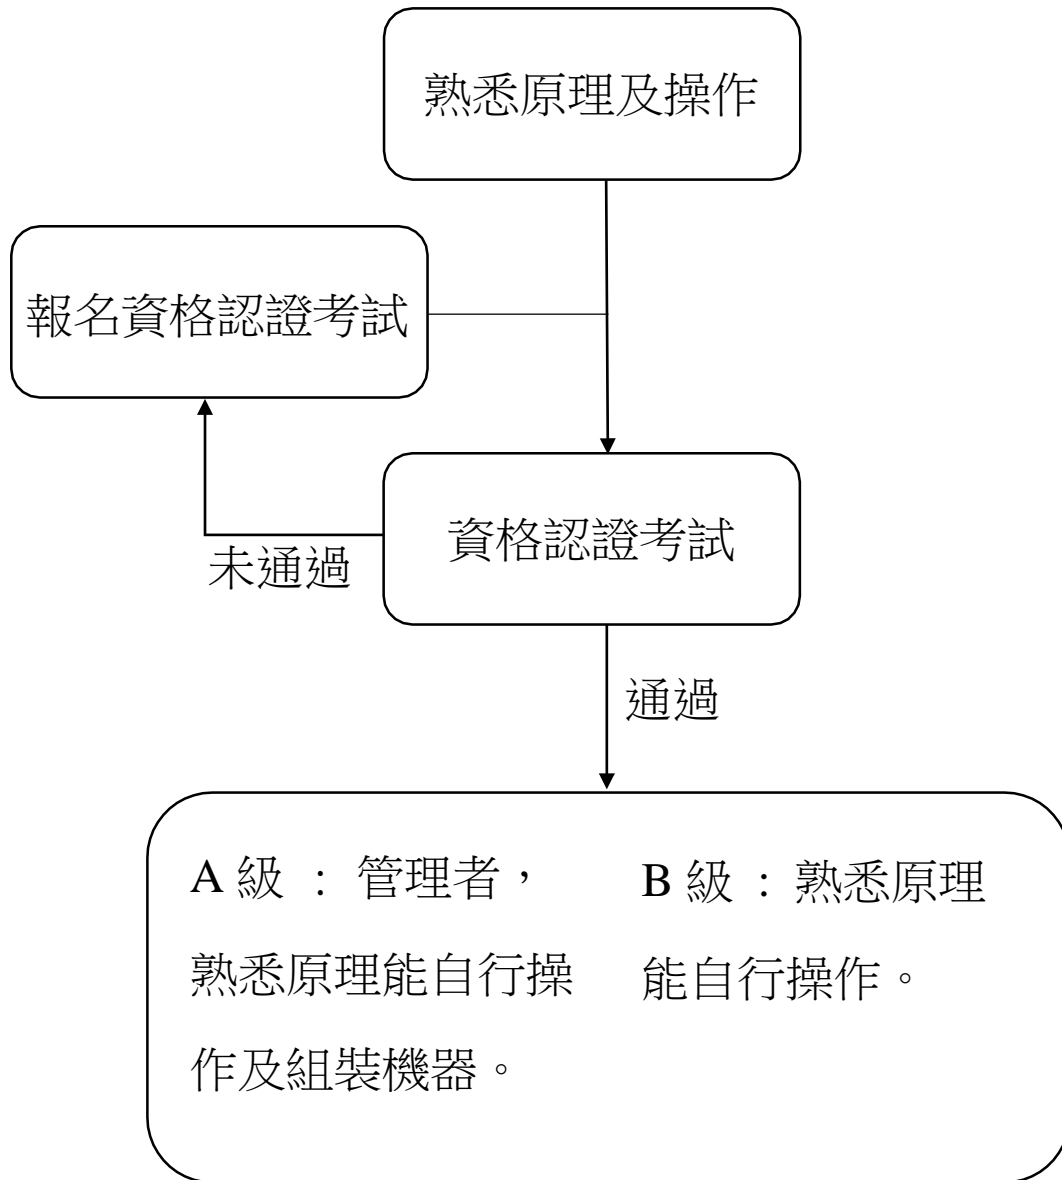 熟悉原理及操作
報名資格認證考試
資格認證考試
未通過
通過
A 級 : 管理者，
熟悉原理能自行操
作及組裝機器。
B 級 : 熟悉原理
能自行操作。